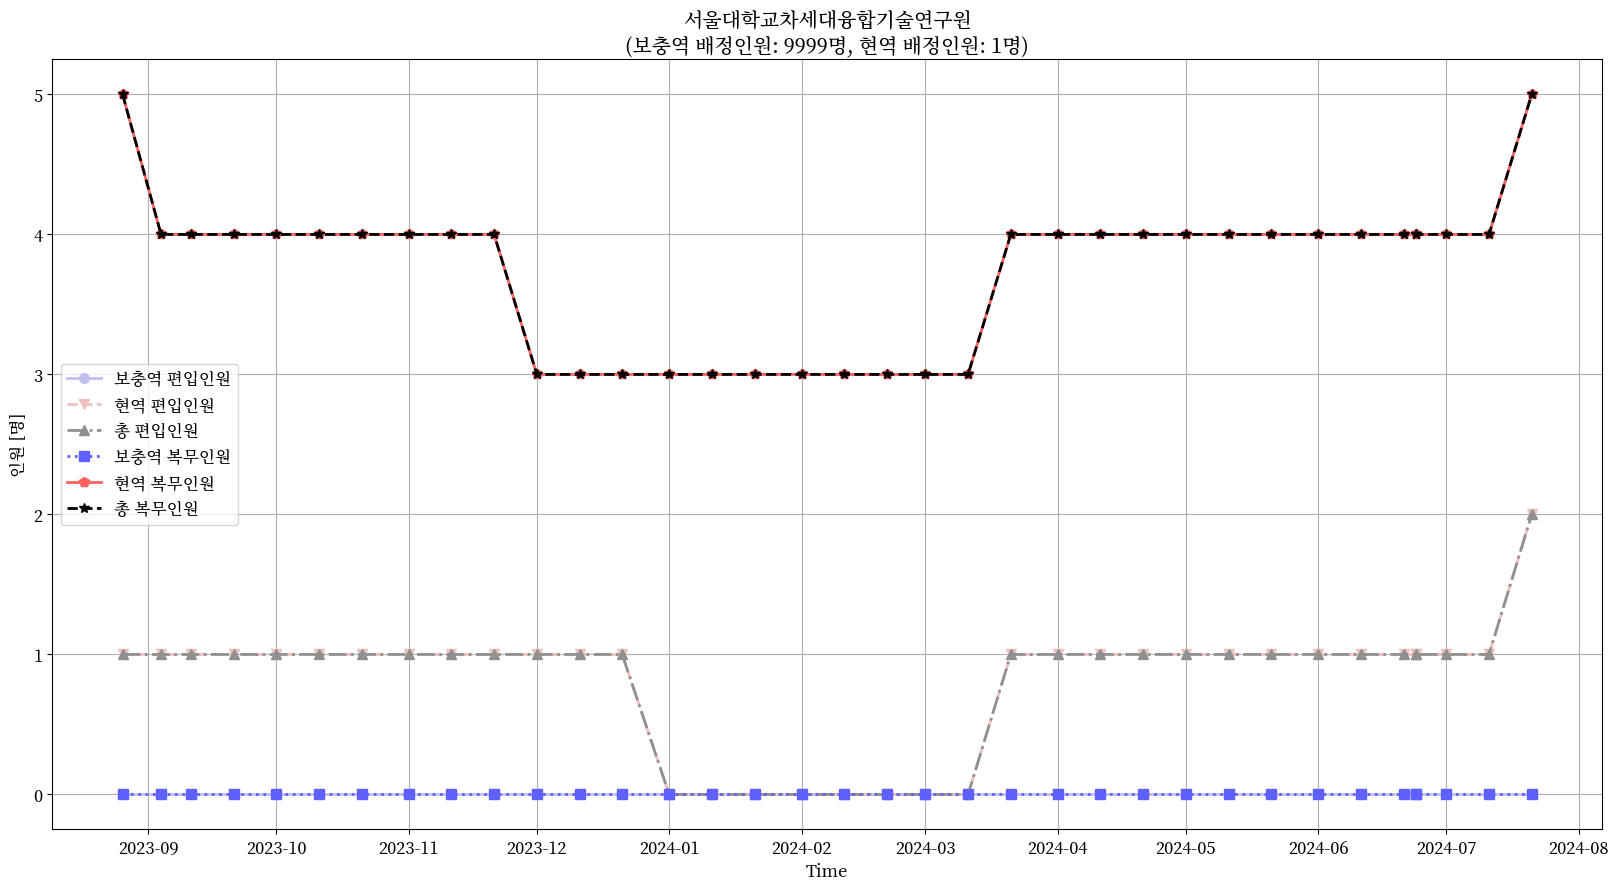 서울대학교차세대융합기술연구원
(보충역 배정인원: 9999명, 현역 배정인원: 1명)
5
4
3
2
1
0
인원 [명]
보충역 편입인원
현역 편입인원
총 편입인원
보충역 복무인원
현역 복무인원
총 복무인원
2023-09 2023-10 2023-11 2023-12 2024-01 2024-02 2024-03 2024-04 2024-05 2024-06 2024-07 2024-08
Time